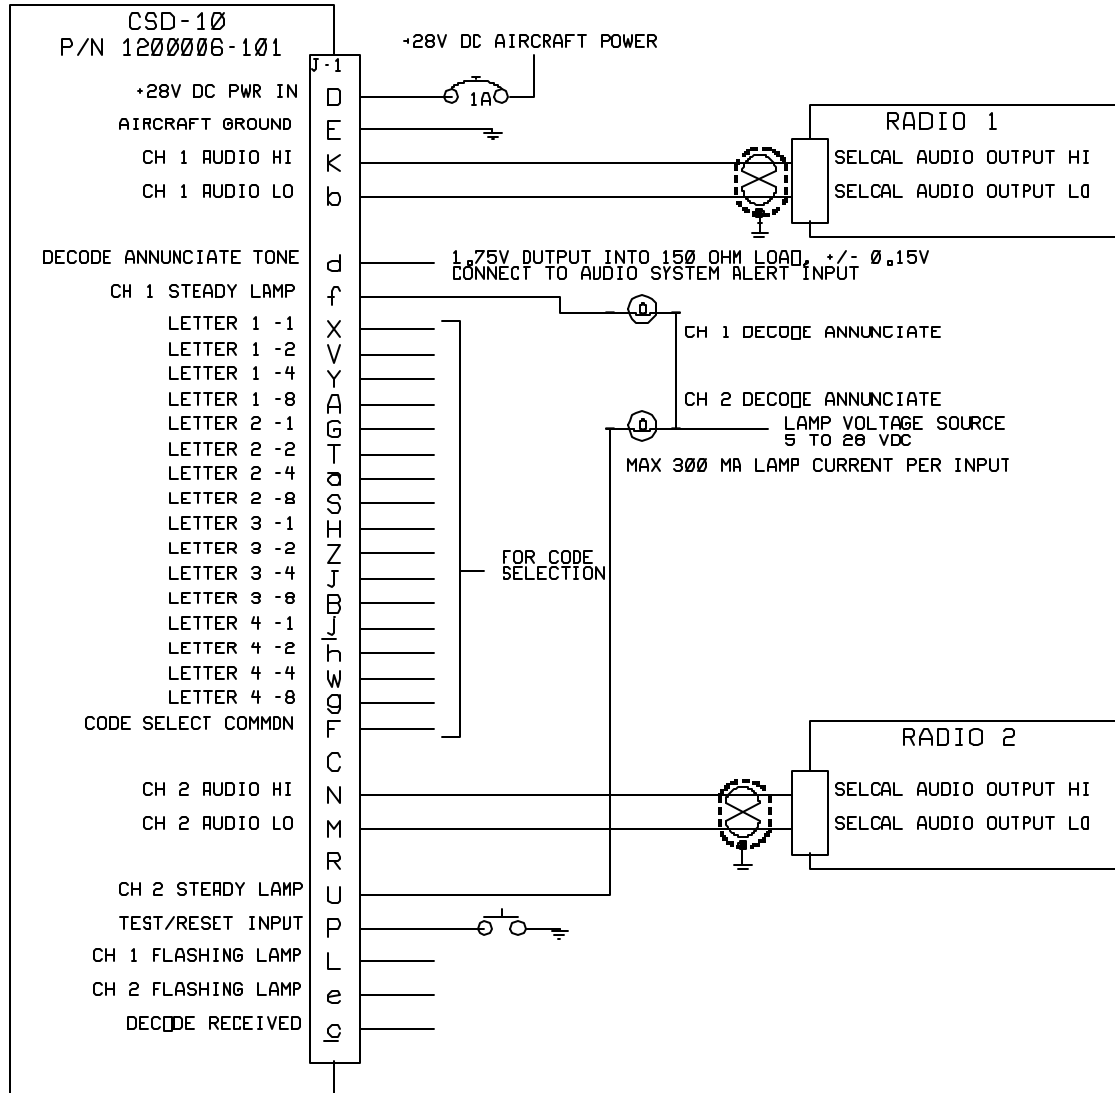 CSD-10
P/N 1200006-101
J-1
+28V DC AIRCRAFT POWER
+28V DC PWR IN D
1A
AIRCRAFT GROUND E
CH 1 AUDIO HI K
CH 1 AUDIO LO b
RADIO 1
SELCAL AUDIO OUTPUT HI
SELCAL AUDIO OUTPUT LO
DECODE ANNUNCIATE TONE d
1.75V OUTPUT INTO 150 OHM LOAD, +/- 0.15V
CONNECT TO AUDIO SYSTEM ALERT INPUT
CH 1 STEADY LAMP f
CH 1 DECODE ANNUNCIATE
LETTER 1 -1 X
LETTER 1 -2 V
LETTER 1 -4 Y
LETTER 1 -8 A
CH 2 DECODE ANNUNCIATE
LAMP VOLTAGE SOURCE
5 TO 28 VDC
MAX 300 MA LAMP CURRENT PER INPUT
LETTER 2 -1 G
LETTER 2 -2 T
LETTER 2 -4 a
LETTER 2 -8 S
LETTER 3 -1 H
LETTER 3 -2 Z
LETTER 3 -4 J
LETTER 3 -8 B
FOR CODE
SELECTION
LETTER 4 -1 j
LETTER 4 -2 h
LETTER 4 -4 w
LETTER 4 -8 g
CODE SELECT COMMON F
C
CH 2 AUDIO HI N
CH 2 AUDIO LO M
RADIO 2
SELCAL AUDIO OUTPUT HI
SELCAL AUDIO OUTPUT LO
R
CH 2 STEADY LAMP U
TEST/RESET INPUT P
CH 1 FLASHING LAMP L
CH 2 FLASHING LAMP e
DECODE RECEIVED c